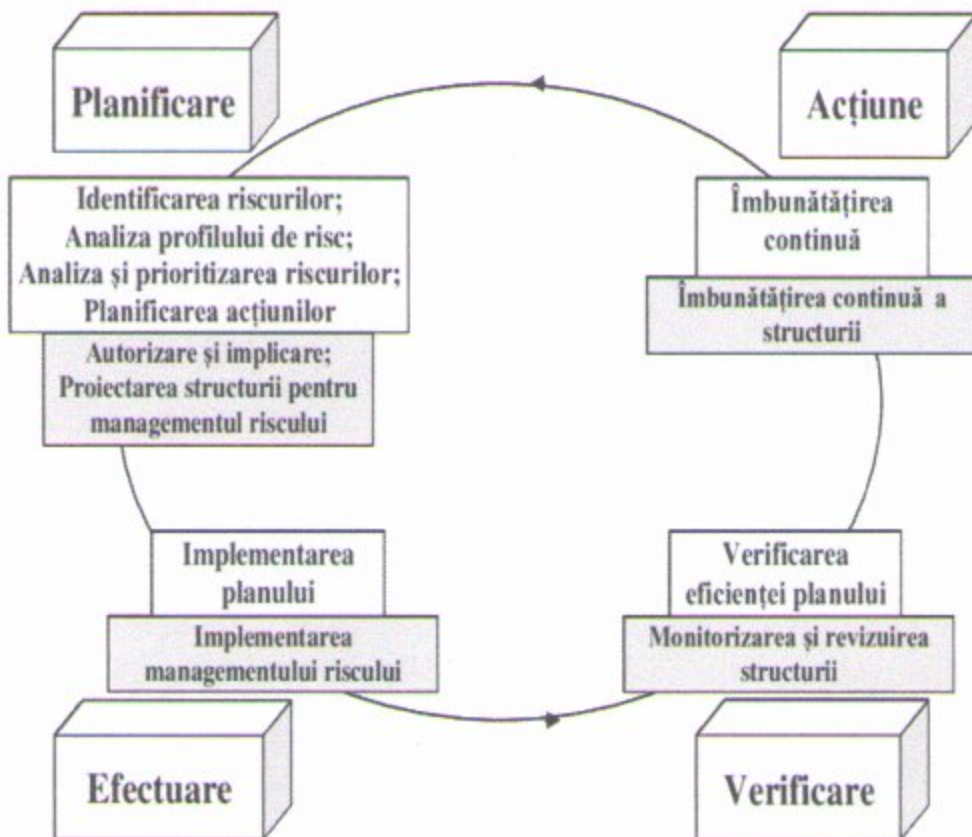 Planificare
Acțiune
Identificarea riscurilor;
Analiza profilului de risc;
Analiza și prioritizarea riscurilor;
Planificarea acțiunilor
Autorizare și implicare;
Proiectarea structurii pentru
managementul riscului
Îmbunătățirea
continuă
Îmbunătățirea continuă a
structurii
Implementarea
planului
Implementarea
managementului riscului
Verificarea
eficienței planului
Monitorizarea și revizuirea
structurii
Efectuare
Verificare